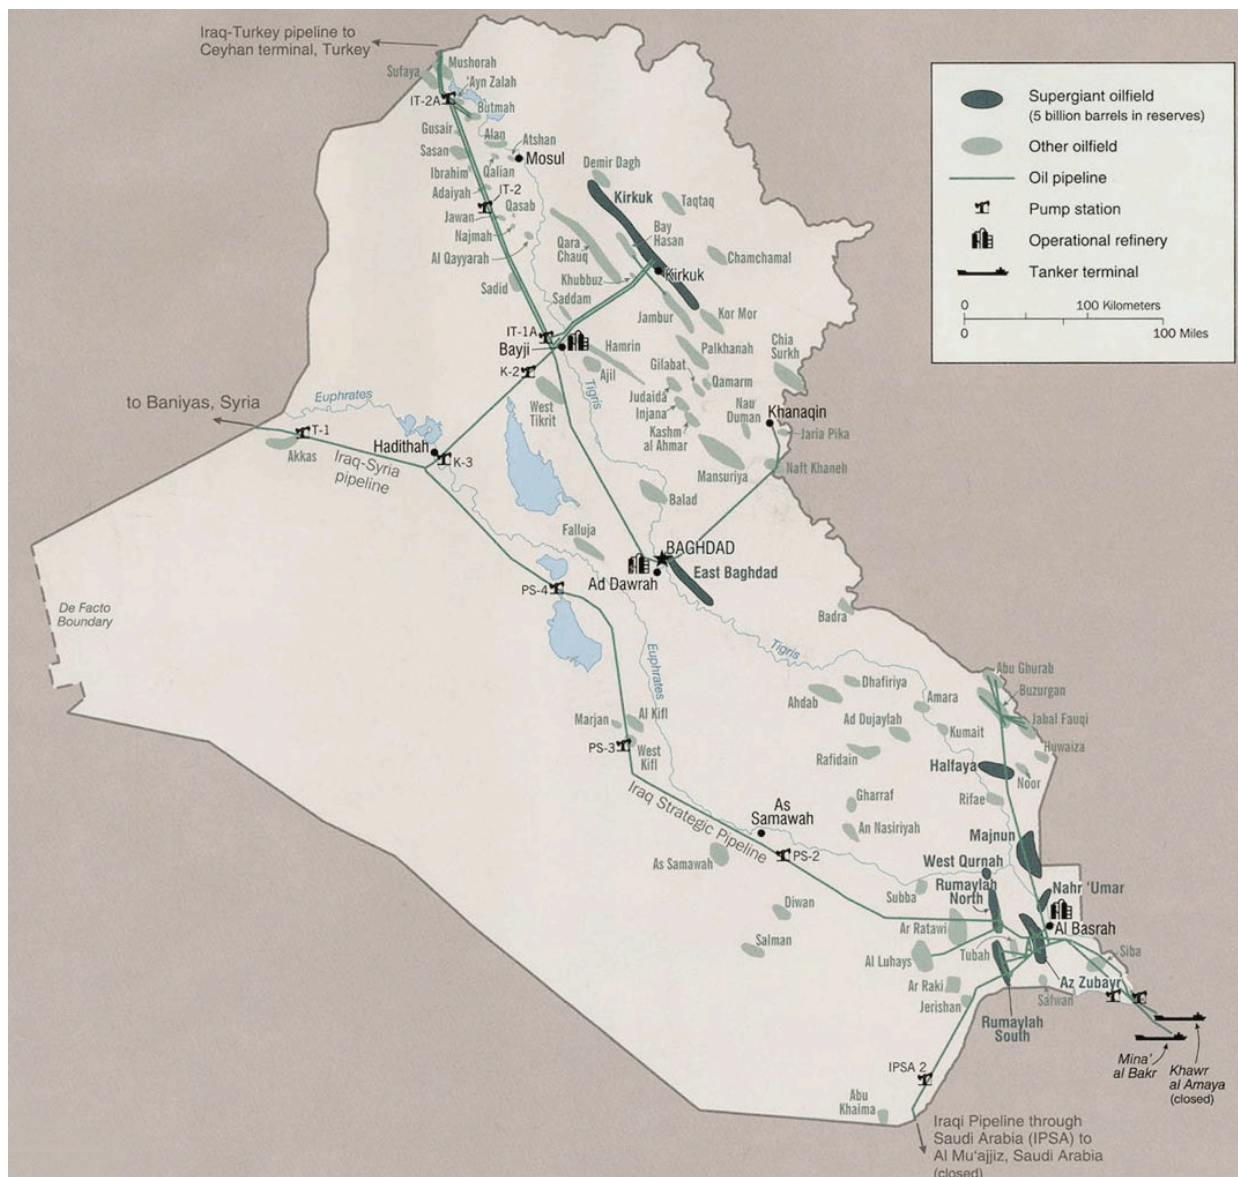 Iraq-Turkey pipeline to
Ceyhan terminal, Turkey
Mushorah
Sufaya
'Ayn Zalah
IT-2A
Butmah
Gusair
Alan
Atshan
Sasan
Mosul
Ibrahim
Qalian
Demir Dagh
Adaiyah
IT-2
Kirkuk
Taqtaq
Jawan
Qasab
Najmah
Bay
Hasan
Al Qayyarah
Qara
Chauq
Chamchamal
Khubbuz
Kirkuk
Sadid
Saddam
Jambur
Kor Mor
IT-1A
Bayji
Hamrin
Palkhanah
Chia
Surkh
Gilabat
K-2
Ajil
Qamarm
Judaida
Tigris
West
Tikrit
Injana
Nau
Duman
Khanaqin
Kashm
al Ahmar
Jaria Pika
to Baniyas, Syria
Euphrates
T-1
Hadithah
Akkas
K-3
Iraq-Syria
pipeline
Mansuriya
Naft Khaneh
Balad
Falluja
BAGHDAD
East Baghdad
Ad Dawrah
PS-4
De Facto
Boundary
Badra
Tigris
Euphrates
Abu Ghurab
Dhafiriya
Buzurgan
Ahdab
Amara
Marjan
Al Kifl
Ad Dujaylah
Kumait
Jabal Fauqi
PS-3
West
Kifl
Rafidain
Huwaiza
Halfaya
Noor
Iraq Strategic Pipeline
Gharraf
Rifae
As
Samawah
An Nasiriyah
Majnun
As Samawah
PS-2
West Qurnah
Subba
Rumaylah
North
Nahr 'Umar
Diwan
Ar Ratawi
Al Basrah
Salman
Al Luhays
Tubah
Siba
Ar Raki
Az Zubayr
Jerishan
Safwan
Rumaylah
South
IPSA 2
Mina'
al Bakr
Khawr
al Amaya
(closed)
Abu
Khaima
Iraqi Pipeline through
Saudi Arabia (IPSA) to
Al Mu'ajjiz, Saudi Arabia
(closed)
Supergiant oilfield
(5 billion barrels in reserves)
Other oilfield
Oil pipeline
Pump station
Operational refinery
Tanker terminal
0 100 Kilometers
0 100 Miles